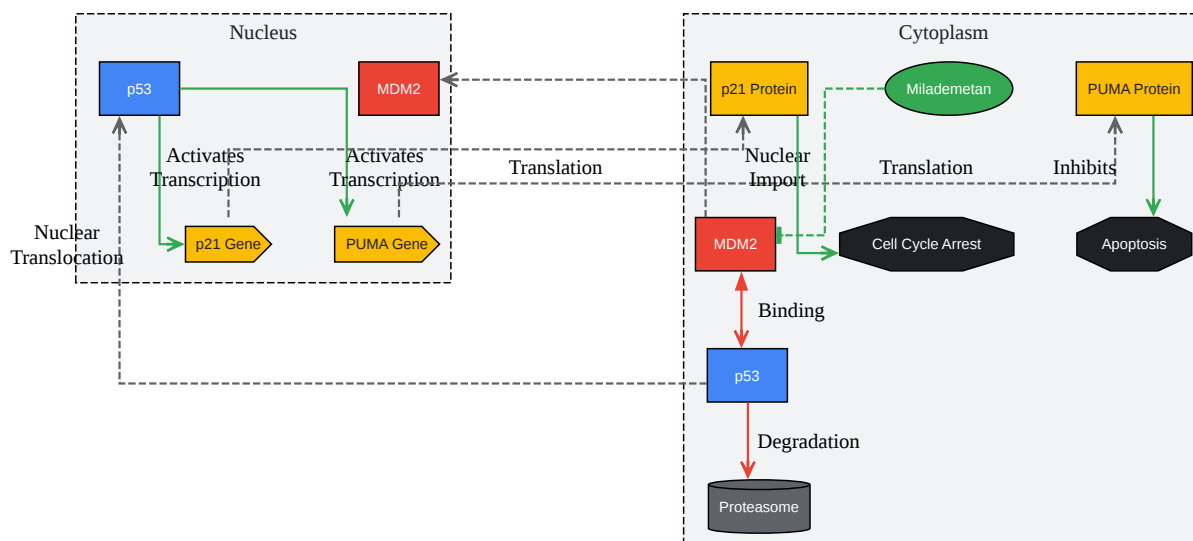 Nucleus
Cytoplasm
p53
MDM2
p21 Protein
Milademetan
PUMA Protein
Activates
Transcription
Activates
Transcription
Translation
Nuclear
Import
Translation
Inhibits
Nuclear
Translocation
p21 Gene
PUMA Gene
MDM2
Cell Cycle Arrest
Apoptosis
Binding
p53
Degradation
Proteasome